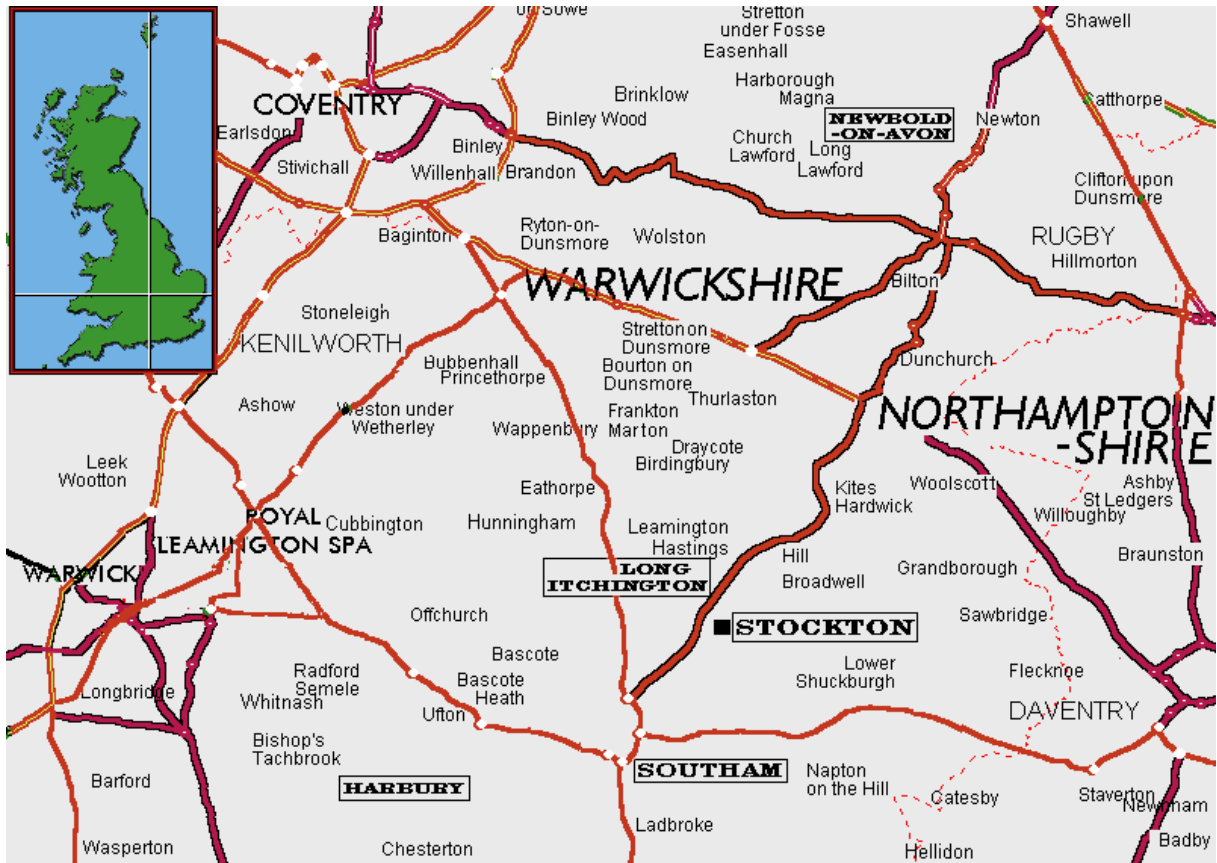 on Sowe
Stretton
under Fosse
Easenhall
Shawell
Harborough
Magna
Brinklow
COVENTRY
Catthorpe
Binley Wood
NEWBOLD
-ON-AVON
Newton
Earlsdon
Church
Lawford
Binley
Long
Lawford
Stivichall
Willenhall
Brandon
Clifton upon
Dunsmore
Baginton
Ryton-on-
Dunsmore
Wolston
RUGBY
Hillmorton
WARWICKSHIRE
Bilton
Stoneleigh
Stretton on
Dunsmore
KENILWORTH
Dunchurch
Bubbenhall
Princethorpe
Bourton on
Dunsmore
Thurlaston
Ashow
Weston under
Wetherley
Frankton
Marton
NORTHAMPTON
-SHIRE
Wappenbury
Draycote
Birdingbury
Leek
Wootton
Eathorpe
Kites
Hardwick
Woolscott
Ashby
St Ledgers
Willoughby
ROYAL
LEAMINGTON SPA
Cubbington
Hunningham
Leamington
Hastings
Hill
Braunston
WARWICK
LONG
ITCHINGTON
Broadwell
Grandborough
Offchurch
STOCKTON
Sawbridge
Bascote
Radford
Semele
Bascote
Heath
Lower
Shuckburgh
Flecknoe
Longbridge
Whitnash
Ufton
DAVENTRY
Bishop's
Tachbrook
Barford
HARBURY
SOUTHAM
Napton
on the Hill
Catesby
Staverton
Newnham
Wasperton
Chesterton
Ladbroke
Hellidon
Badby